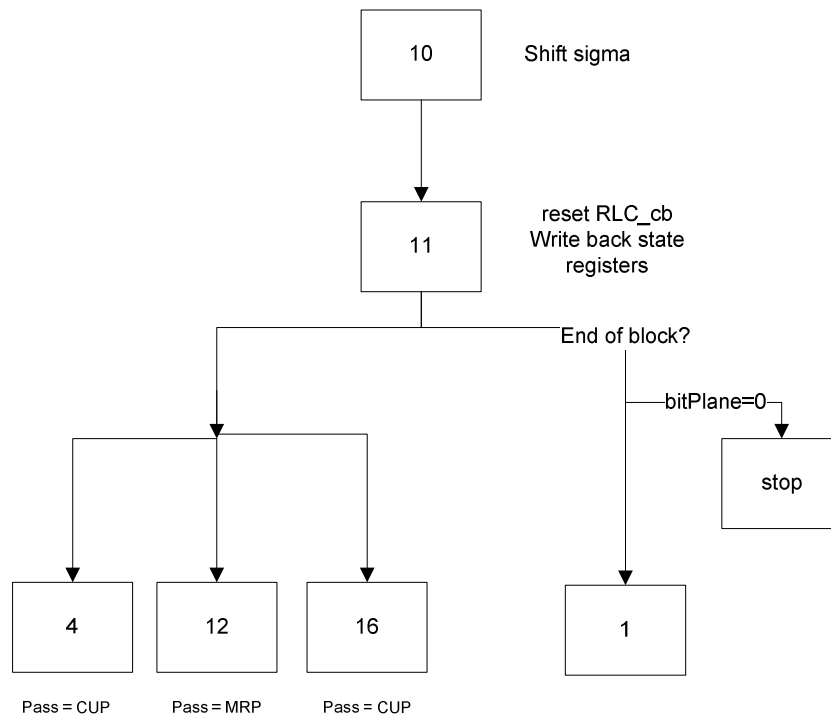 10
Shift sigma
11
reset RLC_cb
Write back state
registers
End of block?
bitPlane=0
stop
4
12
16
1
Pass = CUP
Pass = MRP
Pass = CUP